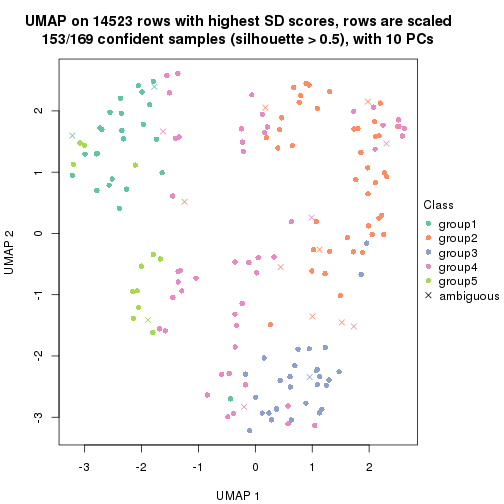 UMAP on 14523 rows with highest SD scores, rows are scaled
153/169 confident samples (silhouette > 0.5), with 10 PCs
2
1
0
-1
-2
-3
UMAP 2
-3
-2
-1
0
1
2
UMAP 1
Class
group1
group2
group3
group4
group5
ambiguous